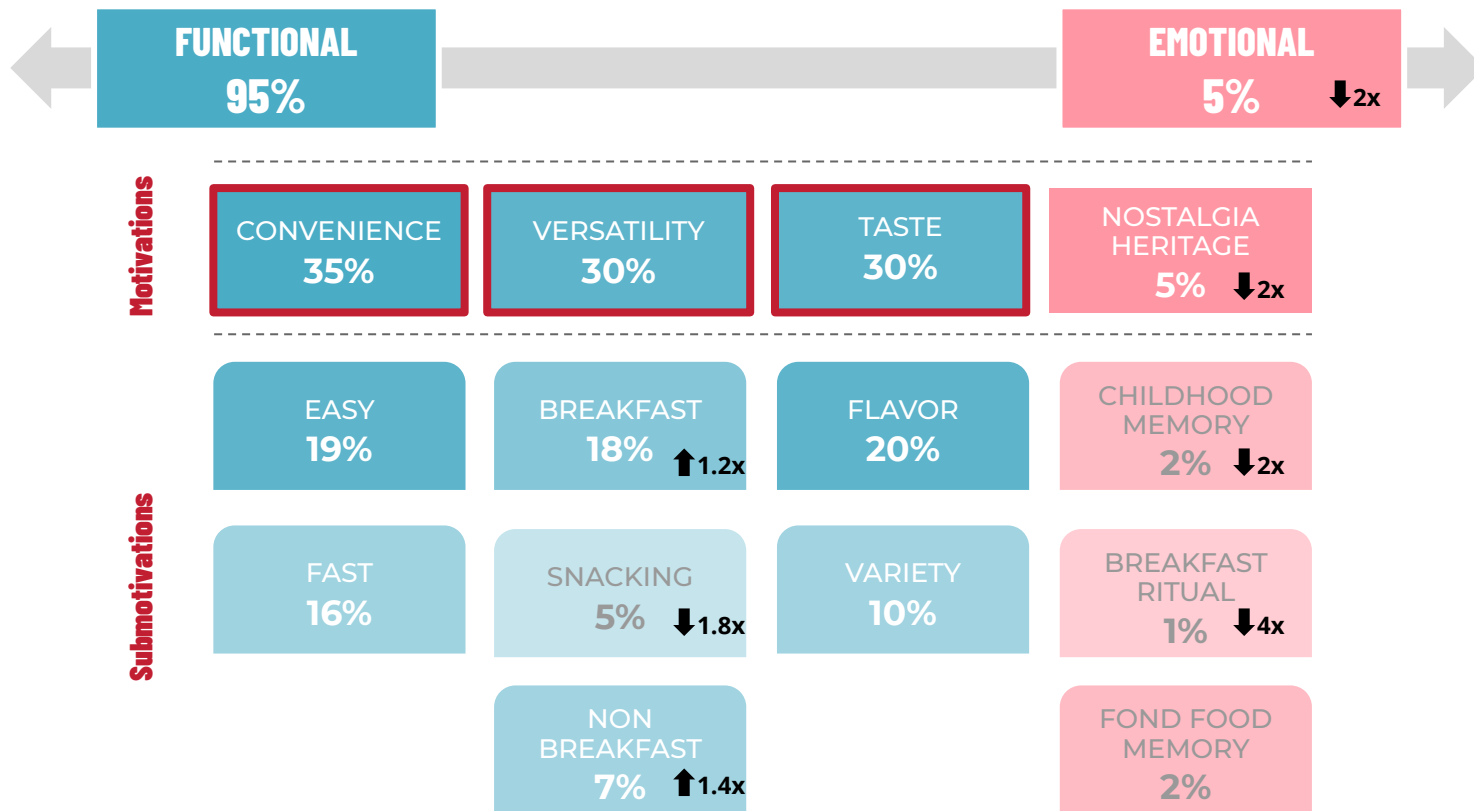 FUNCTIONAL
95%
EMOTIONAL
5%
⬇2x
Motivations
CONVENIENCE
35%
VERSATILITY
30%
TASTE
30%
NOSTALGIA
HERITAGE
5% ⬇2x
Submotivations
EASY
19%
BREAKFAST
18% ⬆1.2x
FLAVOR
20%
CHILDHOOD
MEMORY
2% ⬇2x
FAST
16%
SNACKING
5% ⬇1.8x
VARIETY
10%
BREAKFAST
RITUAL
1% ⬇4x
NON
BREAKFAST
7% ⬆1.4x
FOND FOOD
MEMORY
2%